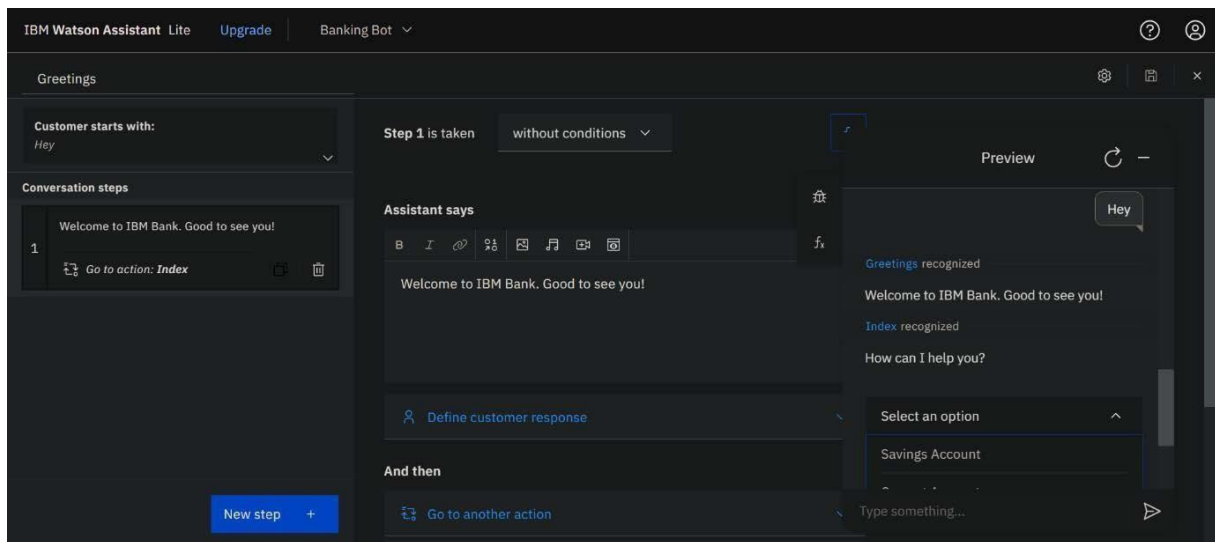 IBM Watson Assistant Lite Upgrade Banking Bot
Greetings
Customer starts with:
Hey
Conversation steps
1
Welcome to IBM Bank. Good to see you!
Go to action: Index
New step +
Step 1 is taken without conditions
Assistant says
B I
Welcome to IBM Bank. Good to see you!
Define customer response
And then
Go to another action
fx
Preview
Hey
Greetings recognized
Welcome to IBM Bank. Good to see you!
Index recognized
How can I help you?
Select an option
Savings Account
Type something...